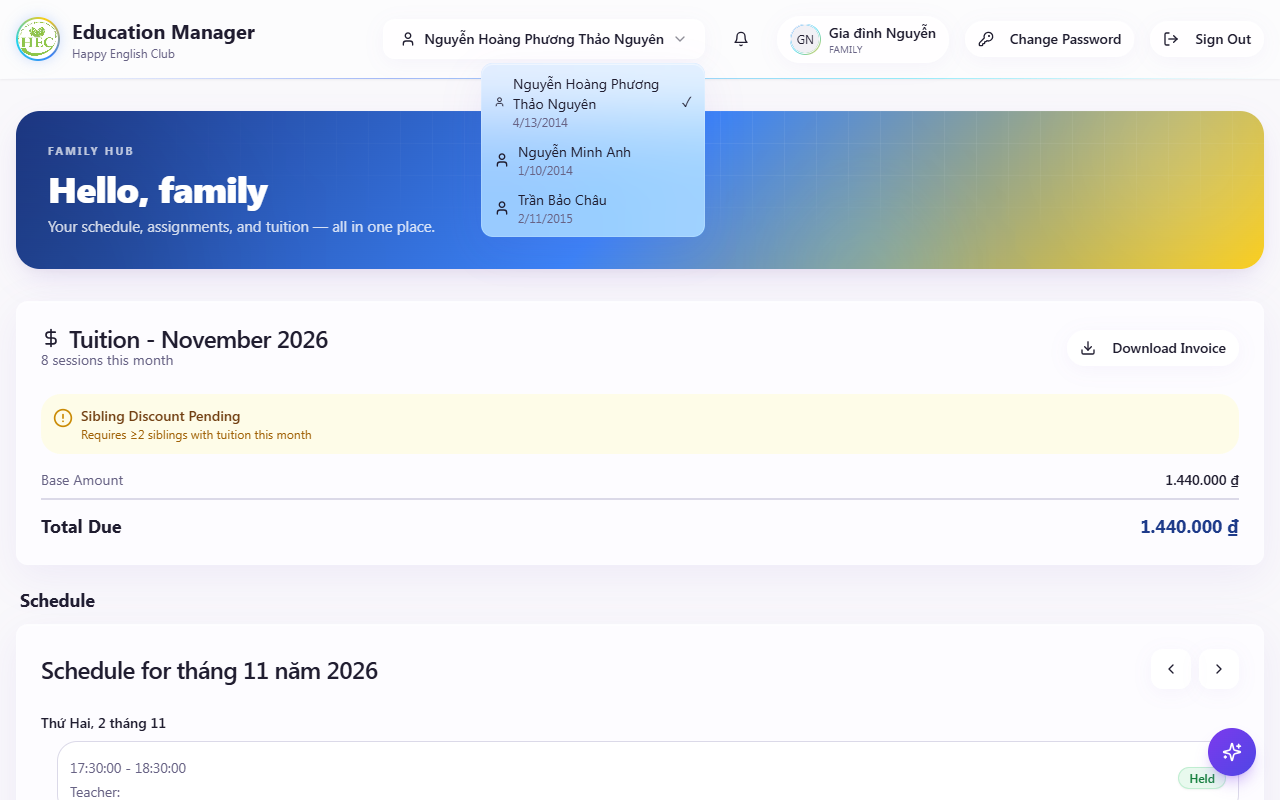 HEC
Education Manager
Happy English Club
Nguyễn Hoàng Phương Thảo Nguyên
GN
Gia đình Nguyễn
FAMILY
Change Password
Sign Out
Nguyễn Hoàng Phương
Thảo Nguyên
4/13/2014
Nguyễn Minh Anh
1/10/2014
Trần Bảo Châu
2/11/2015
FAMILY HUB
Hello, family
Your schedule, assignments, and tuition — all in one place.
Tuition - November 2026
8 sessions this month
Download Invoice
Sibling Discount Pending
Requires ≥2 siblings with tuition this month
Base Amount
1.440.000 ₫
Total Due
1.440.000 ₫
Schedule
Schedule for tháng 11 năm 2026
Thứ Hai, 2 tháng 11
17:30:00 - 18:30:00
Held
Teacher: